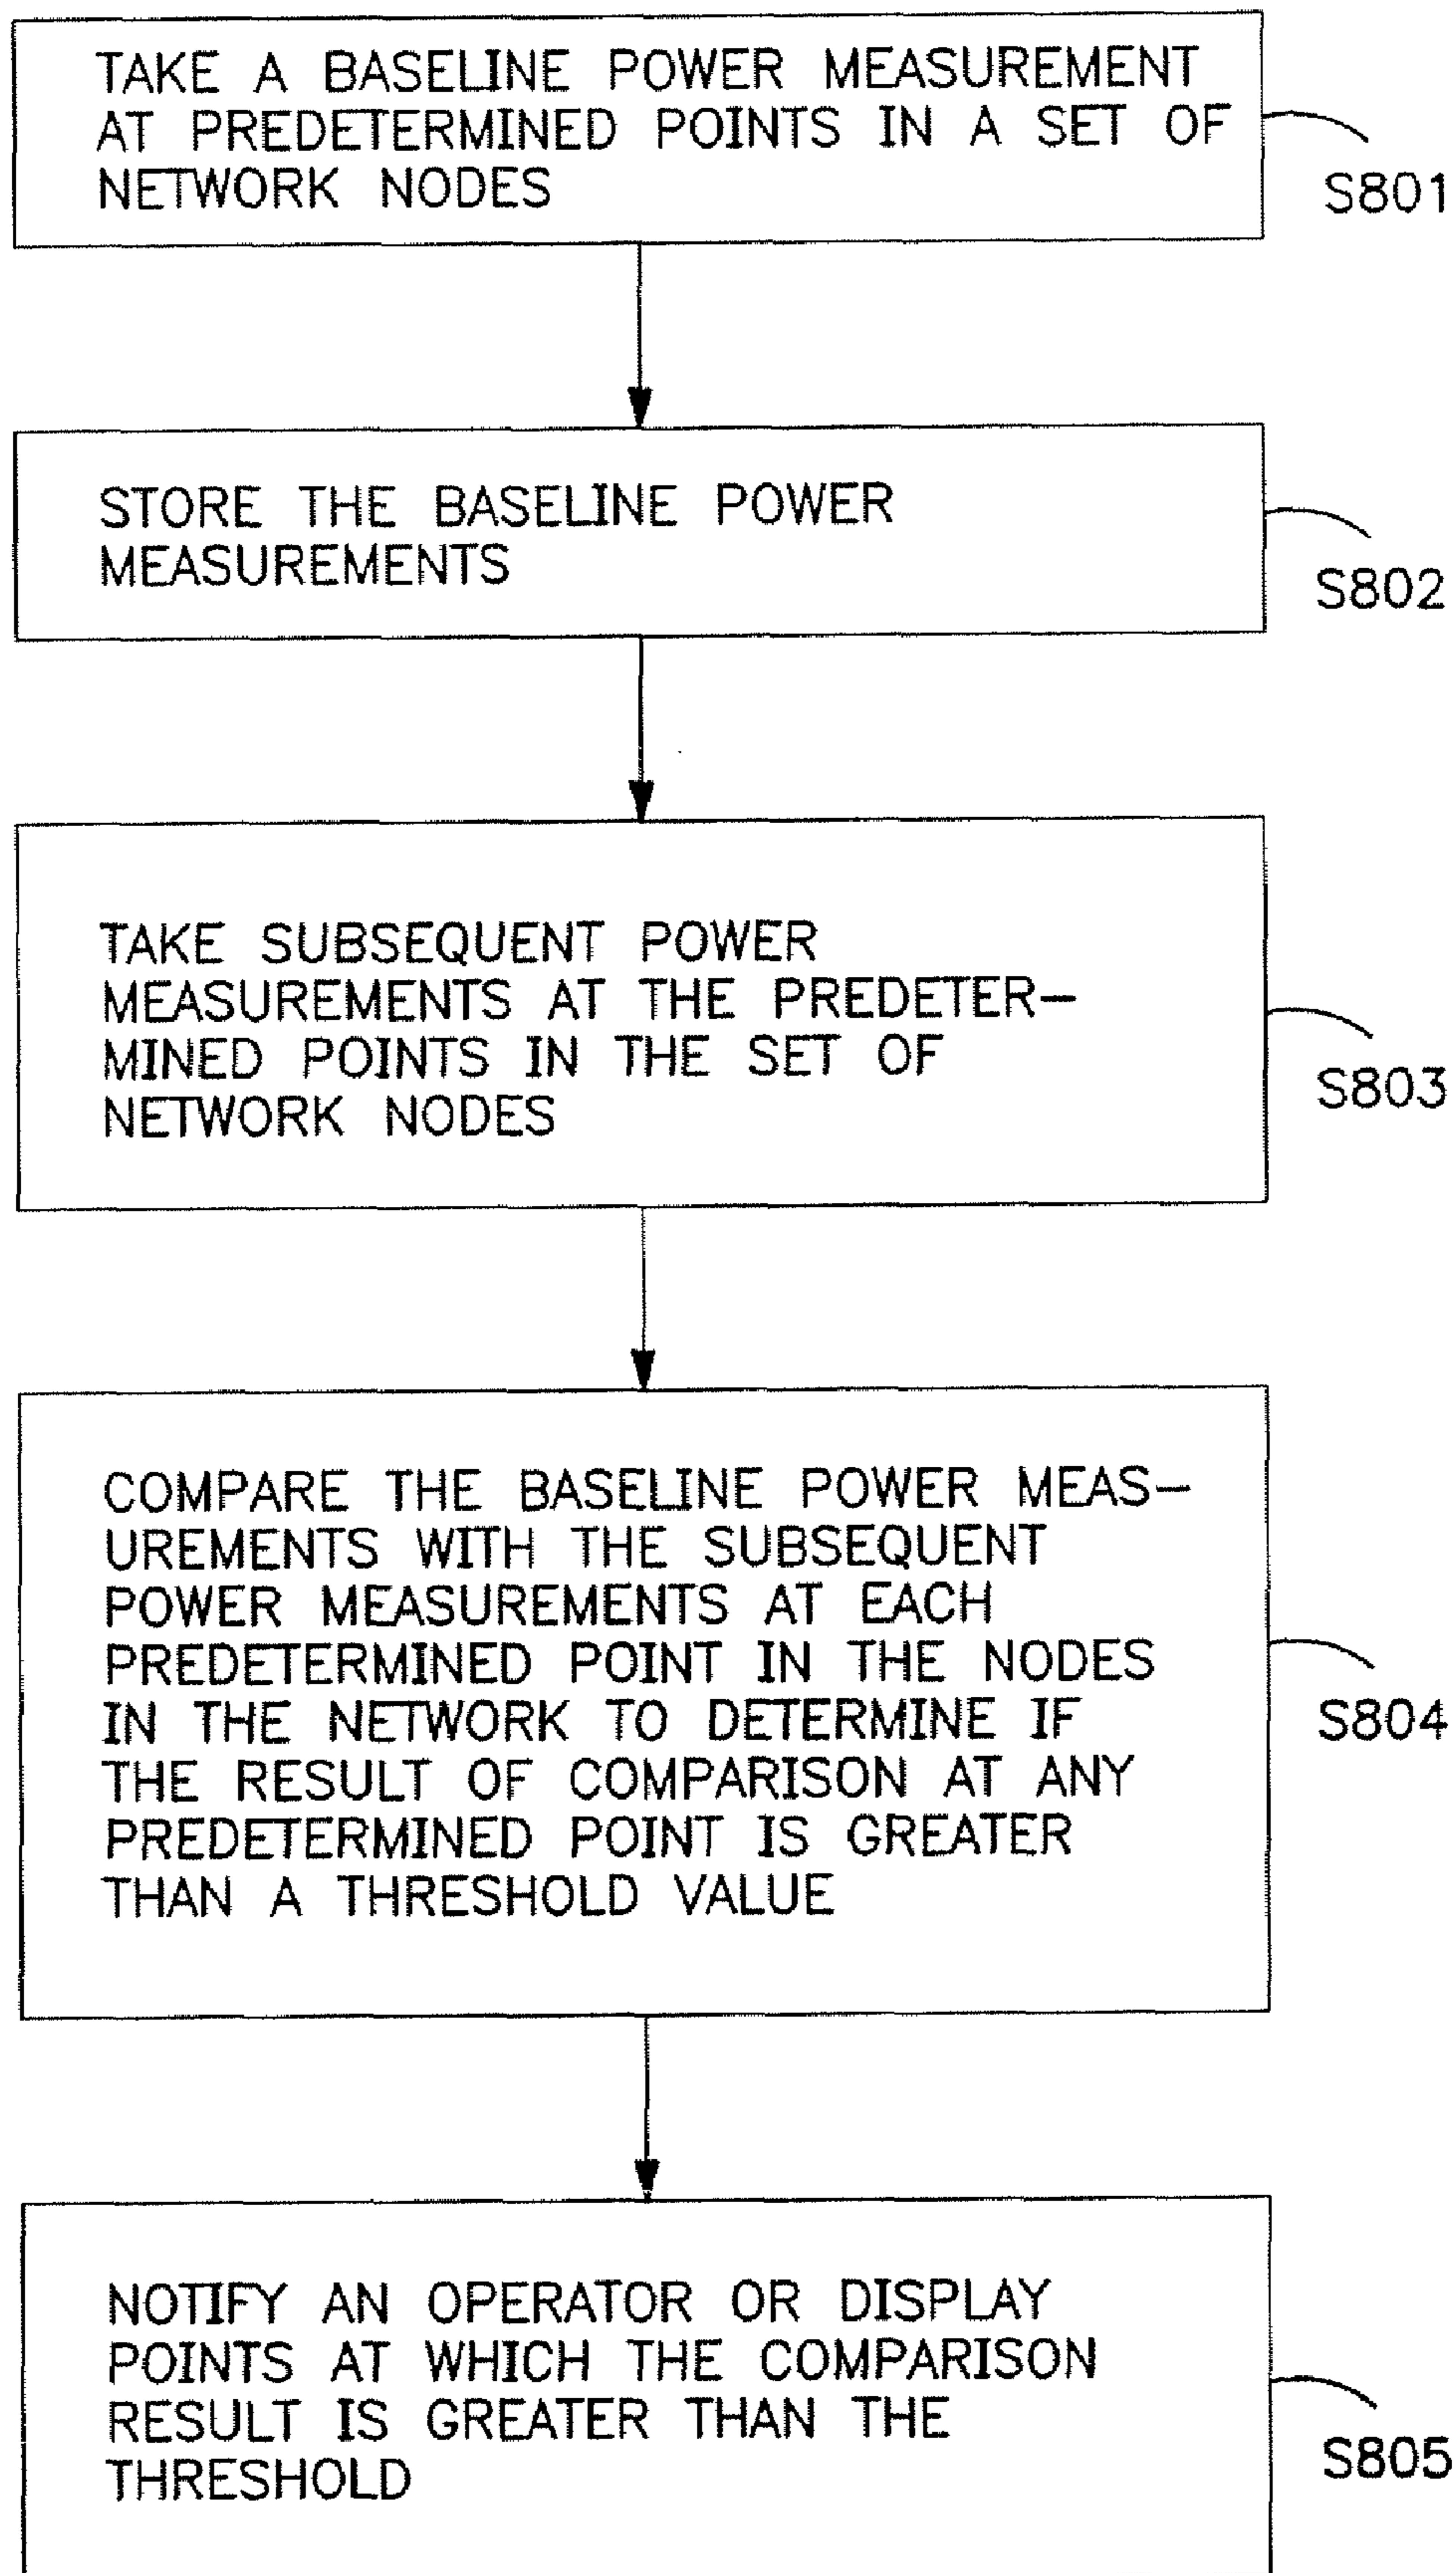 TAKE A BASELINE POWER MEASUREMENT
AT PREDETERMINED POINTS IN A SET OF
NETWORK NODES
S801
STORE THE BASELINE POWER
MEASUREMENTS
S802
TAKE SUBSEQUENT POWER
MEASUREMENTS AT THE PREDETER-
MINED POINTS IN THE SET OF
NETWORK NODES
S803
COMPARE THE BASELINE POWER MEAS-
UREMENTS WITH THE SUBSEQUENT
POWER MEASUREMENTS AT EACH
PREDETERMINED POINT IN THE NODES
IN THE NETWORK TO DETERMINE IF
THE RESULT OF COMPARISON AT ANY
PREDETERMINED POINT IS GREATER
THAN A THRESHOLD VALUE
S804
NOTIFY AN OPERATOR OR DISPLAY
POINTS AT WHICH THE COMPARISON
RESULT IS GREATER THAN THE
THRESHOLD
S805